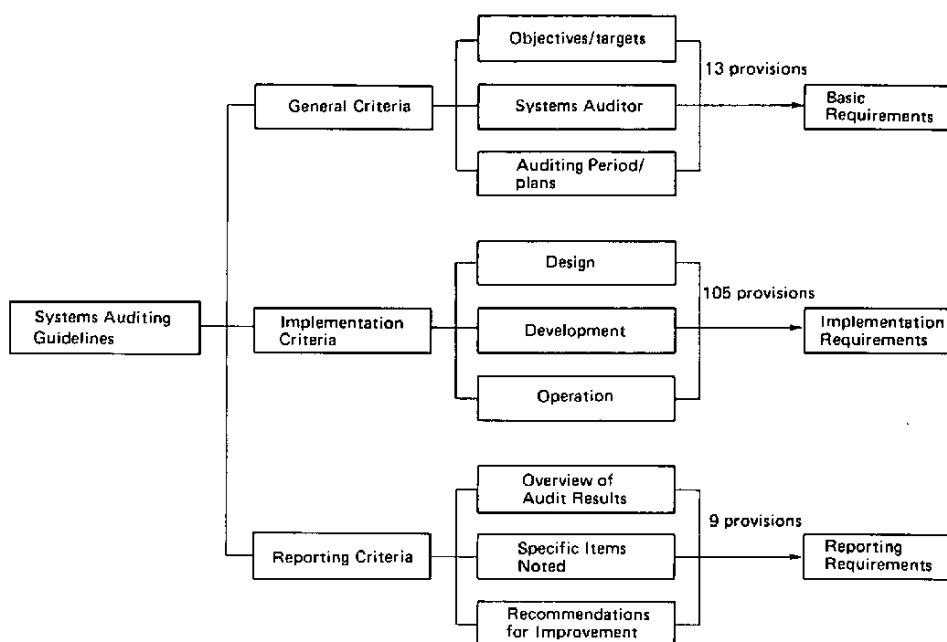 Objectives/targets
13 provisions
General Criteria
Systems Auditor
Basic
Requirements
Auditing Period/
plans
Design
105 provisions
Systems Auditing
Guidelines
Implementation
Criteria
Development
Implementation
Requirements
Operation
Overview of
Audit Results
9 provisions
Reporting Criteria
Specific Items
Noted
Reporting
Requirements
Recommendations
for Improvement